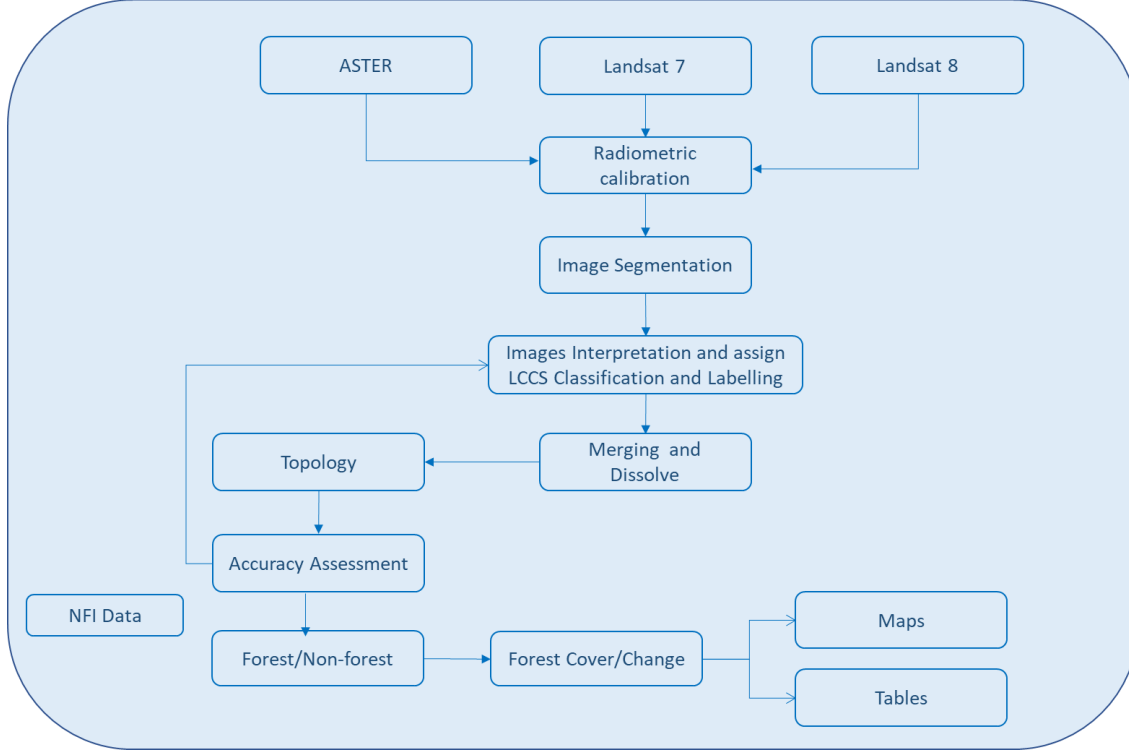 ASTER
Landsat 7
Landsat 8
Radiometric
calibration
Image Segmentation
Images Interpretation and assign
LCCS Classification and Labelling
Merging and
Dissolve
Topology
Accuracy Assessment
NFI Data
Forest/Non-forest
Forest Cover/Change
Maps
Tables